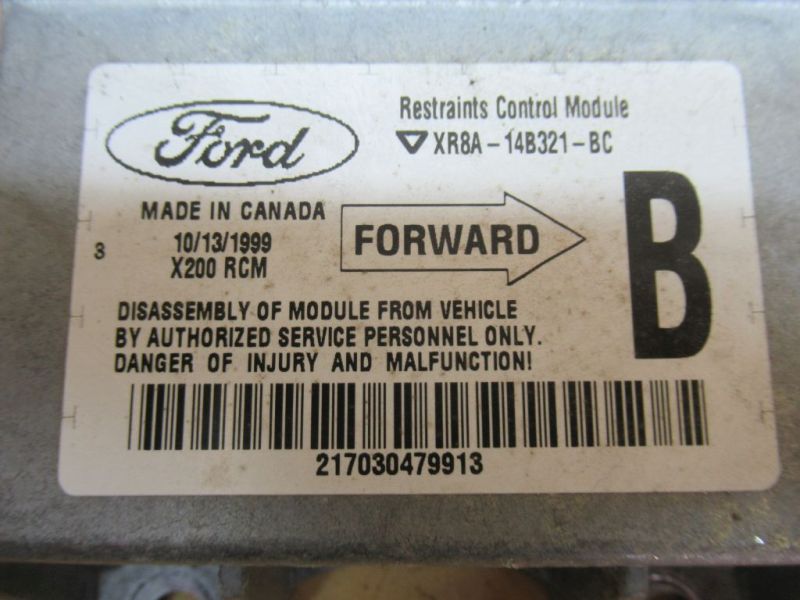 Ford
Restraints Control Module
XR8A-14B321-BC
MADE IN CANADA
10/13/1999
X200 RCM
3
FORWARD
B
DISASSEMBLY OF MODULE FROM VEHICLE
BY AUTHORIZED SERVICE PERSONNEL ONLY.
DANGER OF INJURY AND MALFUNCTION!
217030479913